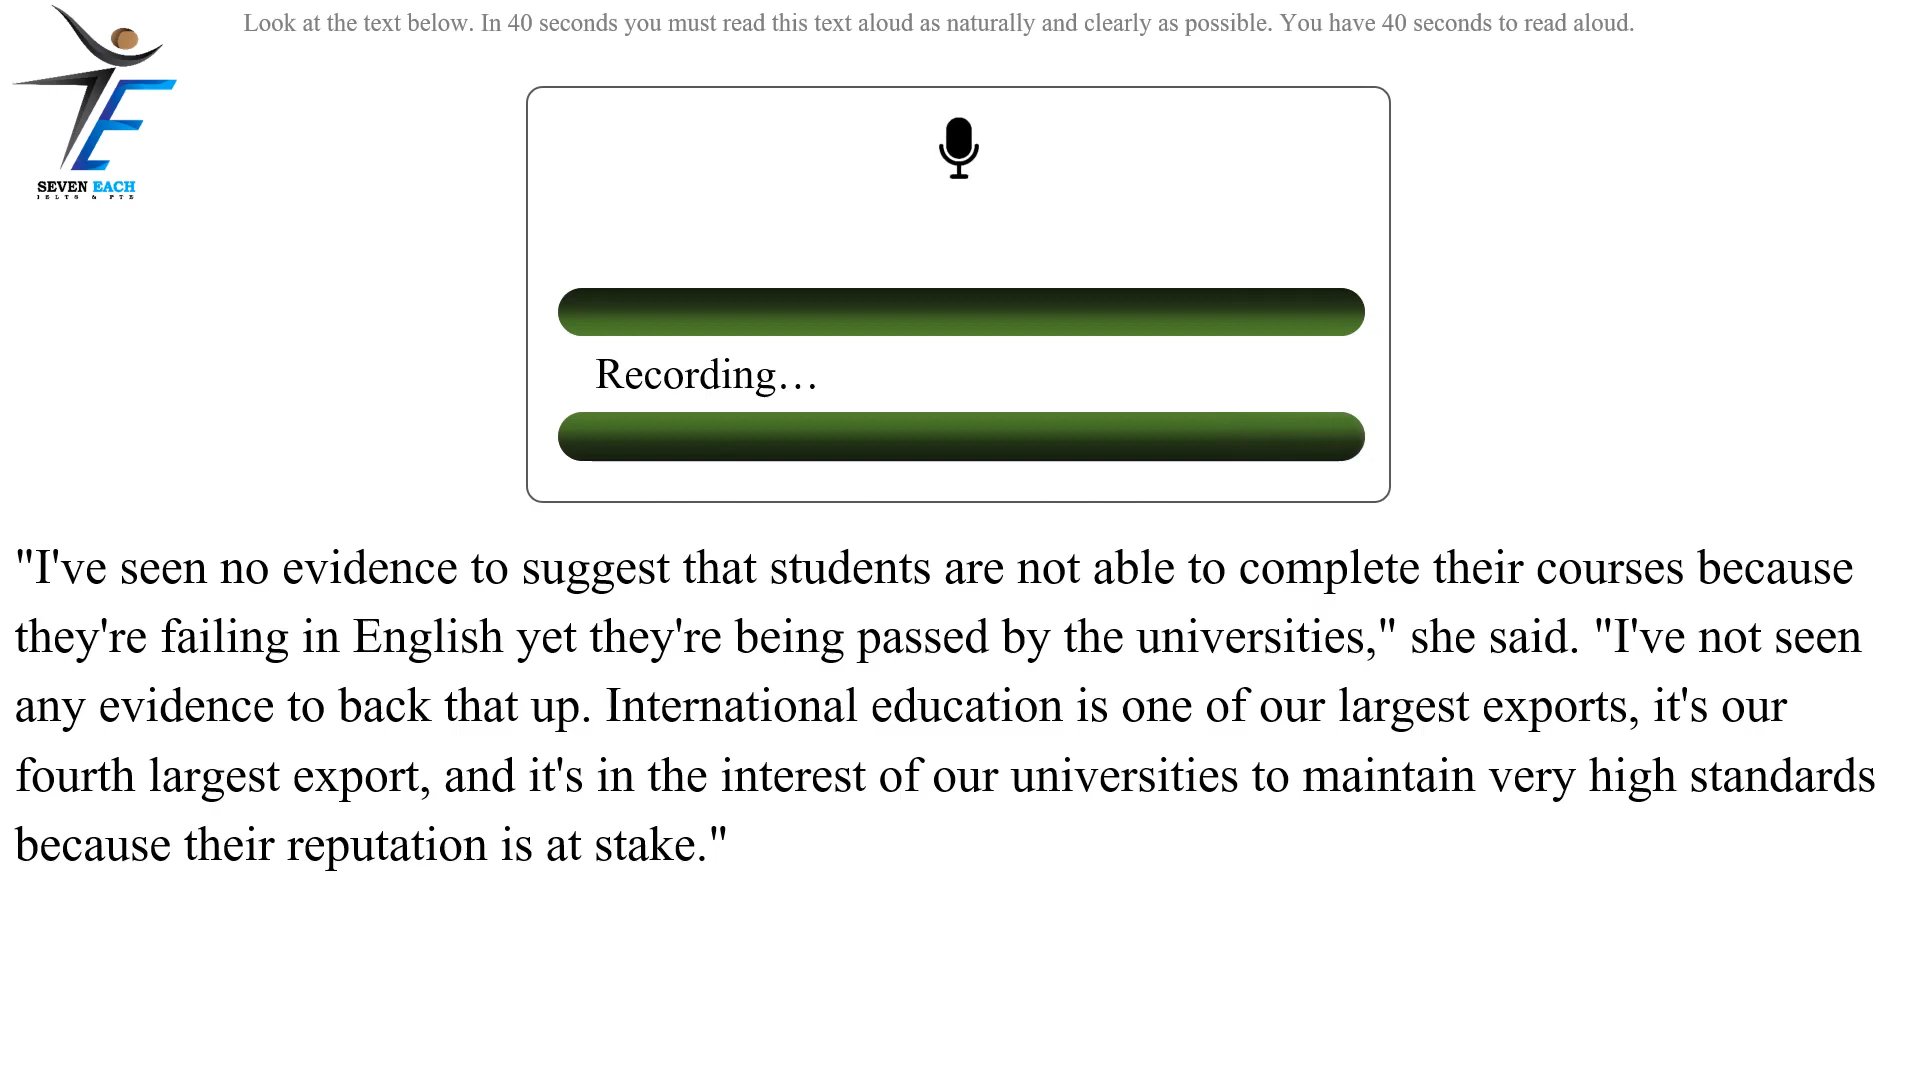 Look at the text below. In 40 seconds you must read this text aloud as naturally and clearly as possible. You have 40 seconds to read aloud.
SEVEN EACH
IELTS & PTE
Recording…
"I've seen no evidence to suggest that students are not able to complete their courses because
they're failing in English yet they're being passed by the universities," she said. "I've not seen
any evidence to back that up. International education is one of our largest exports, it's our
fourth largest export, and it's in the interest of our universities to maintain very high standards
because their reputation is at stake."